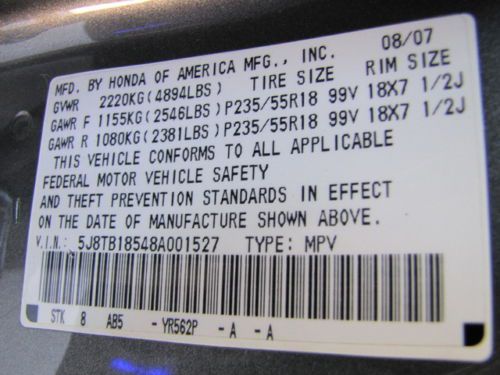 MFD. BY HONDA OF AMERICA MFG., INC. 08/07
GVWR 2220KG(4894LBS) TIRE SIZE RIM SIZE
GAWR F 1155KG(2546LBS)P235/55R18 99V 18X7 1/2J
GAWR R 1080KG(2381LBS)P235/55R18 99V 18X7 1/2J
THIS VEHICLE CONFORMS TO ALL APPLICABLE
FEDERAL MOTOR VEHICLE SAFETY
AND THEFT PREVENTION STANDARDS IN EFFECT
ON THE DATE OF MANUFACTURE SHOWN ABOVE.
V.I.N.: 5J8TB18548A001527 TYPE: MPV
STK 8 AB5 -YR562P -A -A